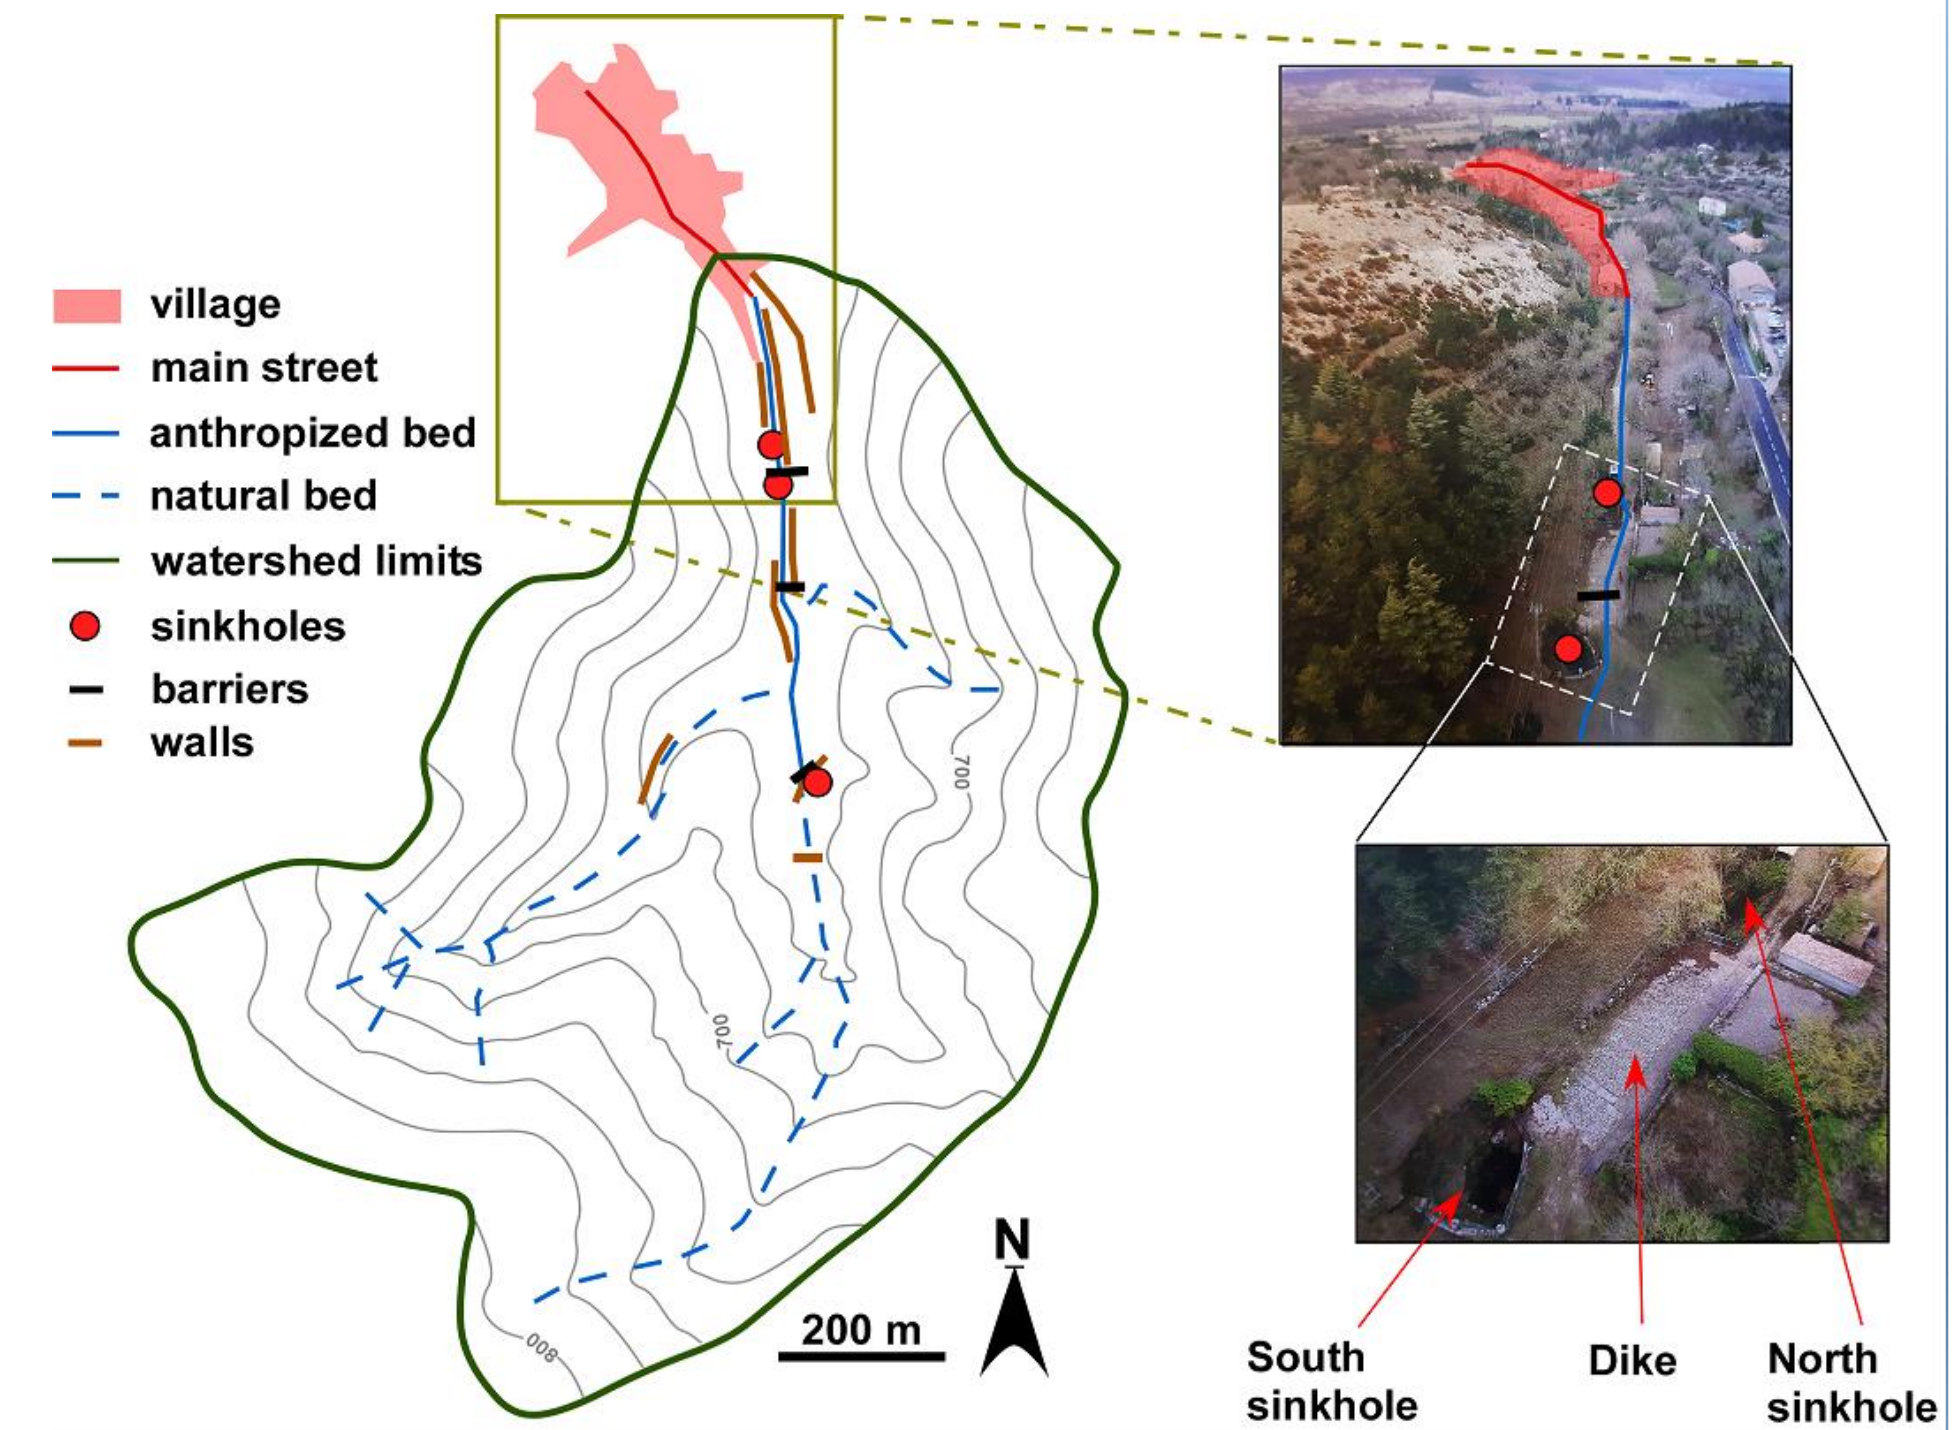 village
main street
anthropized bed
natural bed
watershed limits
sinkholes
barriers
walls
700
700
800
N
200 m
South
sinkhole
Dike
North
sinkhole